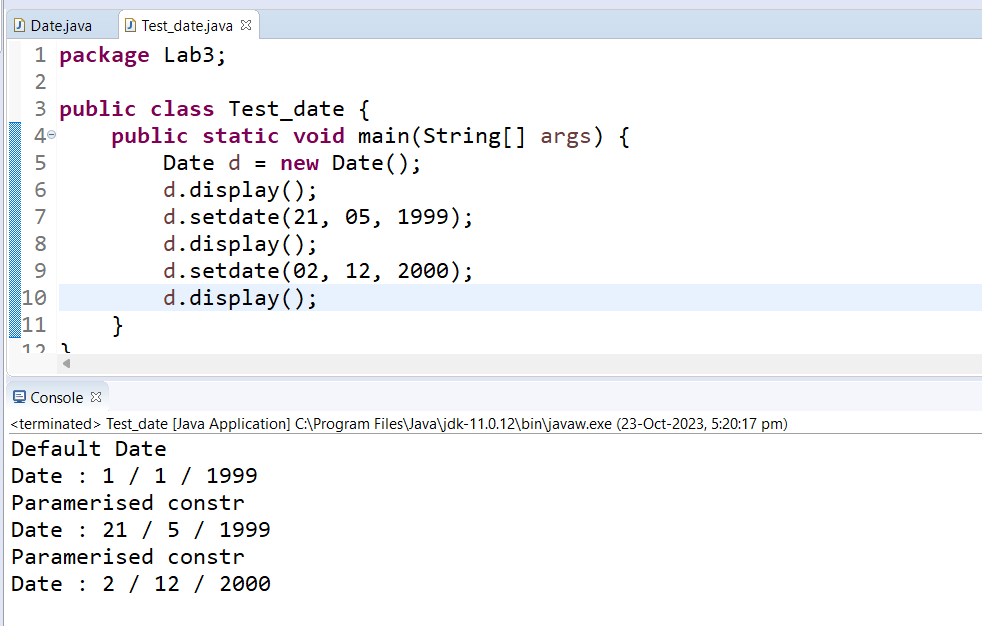 Date.java Test_date.java
1 package Lab3;
2
3 public class Test_date {
4 public static void main(String[] args) {
5 Date d = new Date();
6 d.display();
7 d.setdate(21, 05, 1999);
8 d.display();
9 d.setdate(02, 12, 2000);
10 d.display();
11 }
12 }
Console
<terminated> Test_date [Java Application] C:\Program Files\Java\jdk-11.0.12\bin\javaw.exe (23-Oct-2023, 5:20:17 pm)
Default Date
Date : 1 / 1 / 1999
Paramerised constr
Date : 21 / 5 / 1999
Paramerised constr
Date : 2 / 12 / 2000